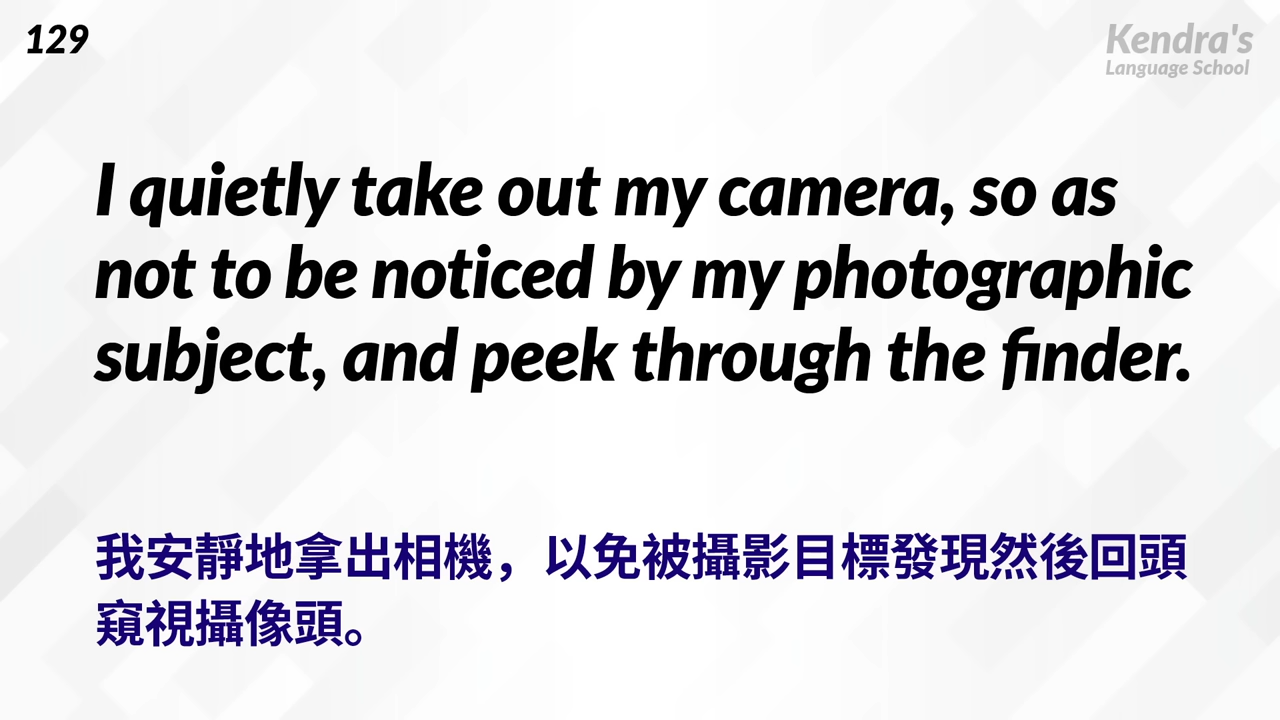 129
Kendra's
Language School
I quietly take out my camera, so as
not to be noticed by my photographic
subject, and peek through the finder.
我安靜地拿出相機，以免被攝影目標發現然後回頭
窺視攝像頭。